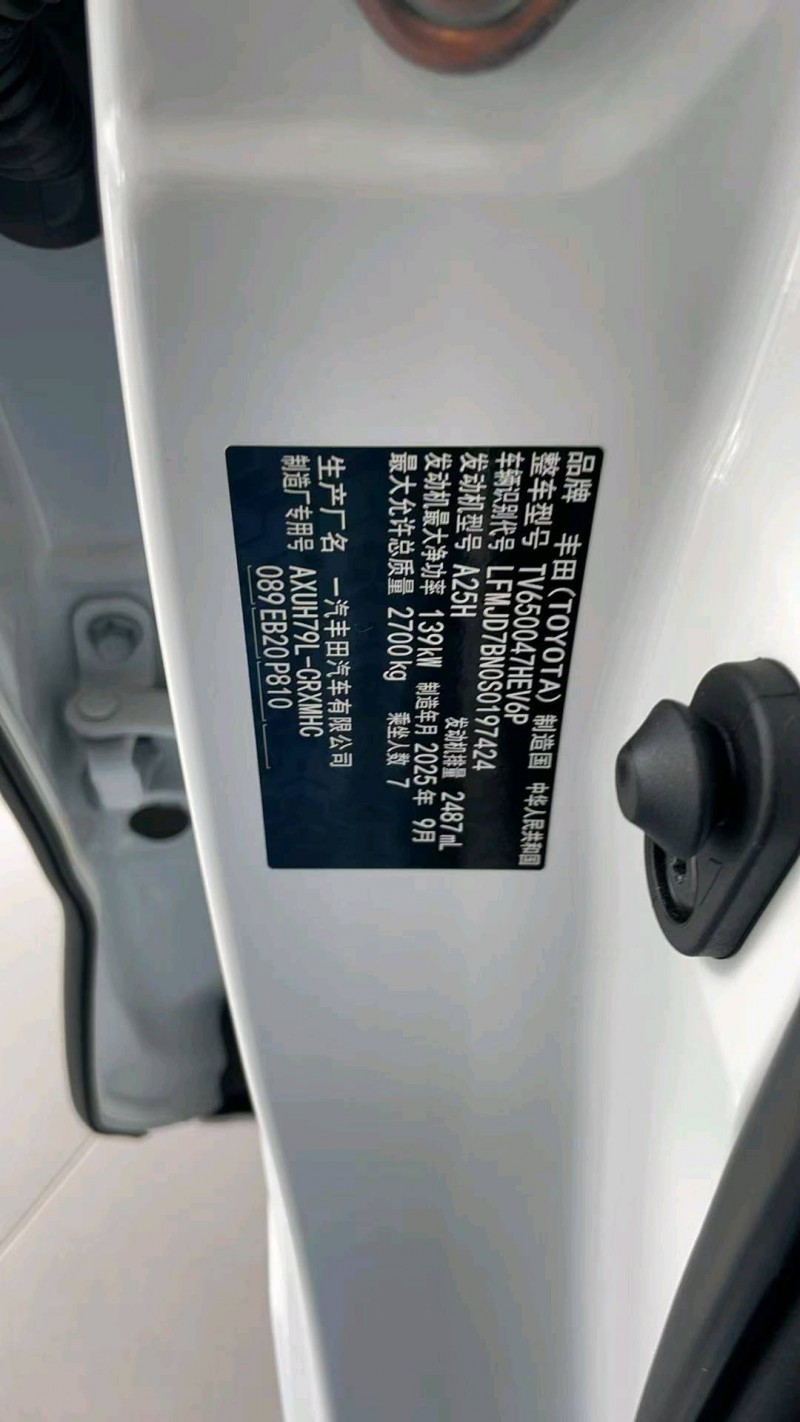 品牌 丰田(TOYOTA) 制造国 中华人民共和国
整车型号 TV650047HEV6P
车辆识别代号 LFMJD7BN0S0197424
发动机型号 A25H 发动机排量 2487mL
发动机最大净功率 139kW 制造年月 2025年 9月
最大允许总质量 2700kg 乘坐人数 7
生产厂名 一汽丰田汽车有限公司
制造厂专用号 AXUH79L-CRXMHC
089 EB20 P810